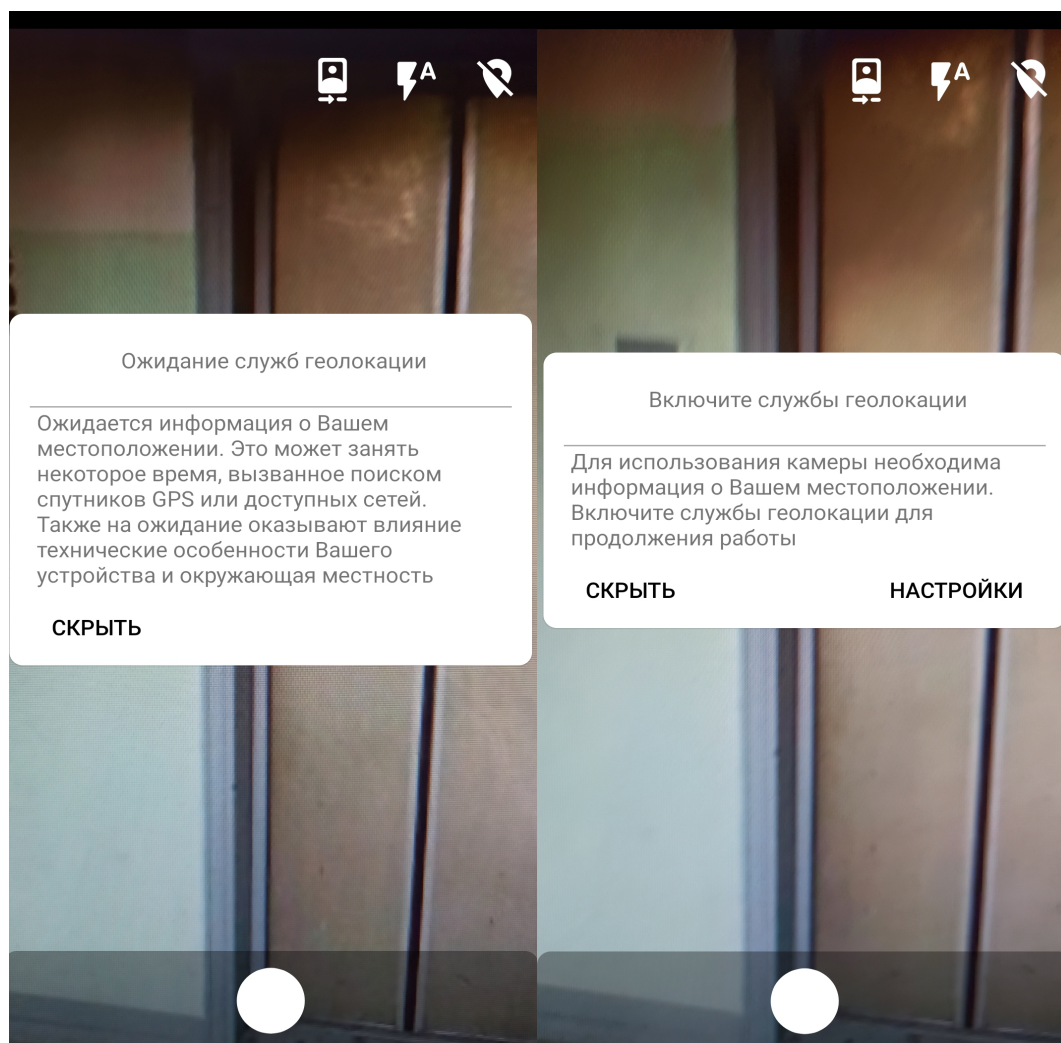 A
Ожидание служб геолокации
Ожидается информация о Вашем
местоположении. Это может занять
некоторое время, вызванное поиском
спутников GPS или доступных сетей.
Также на ожидание оказывают влияние
технические особенности Вашего
устройства и окружающая местность
СКРЫТЬ
A
Включите службы геолокации
Для использования камеры необходима
информация о Вашем местоположении.
Включите службы геолокации для
продолжения работы
СКРЫТЬ НАСТРОЙКИ